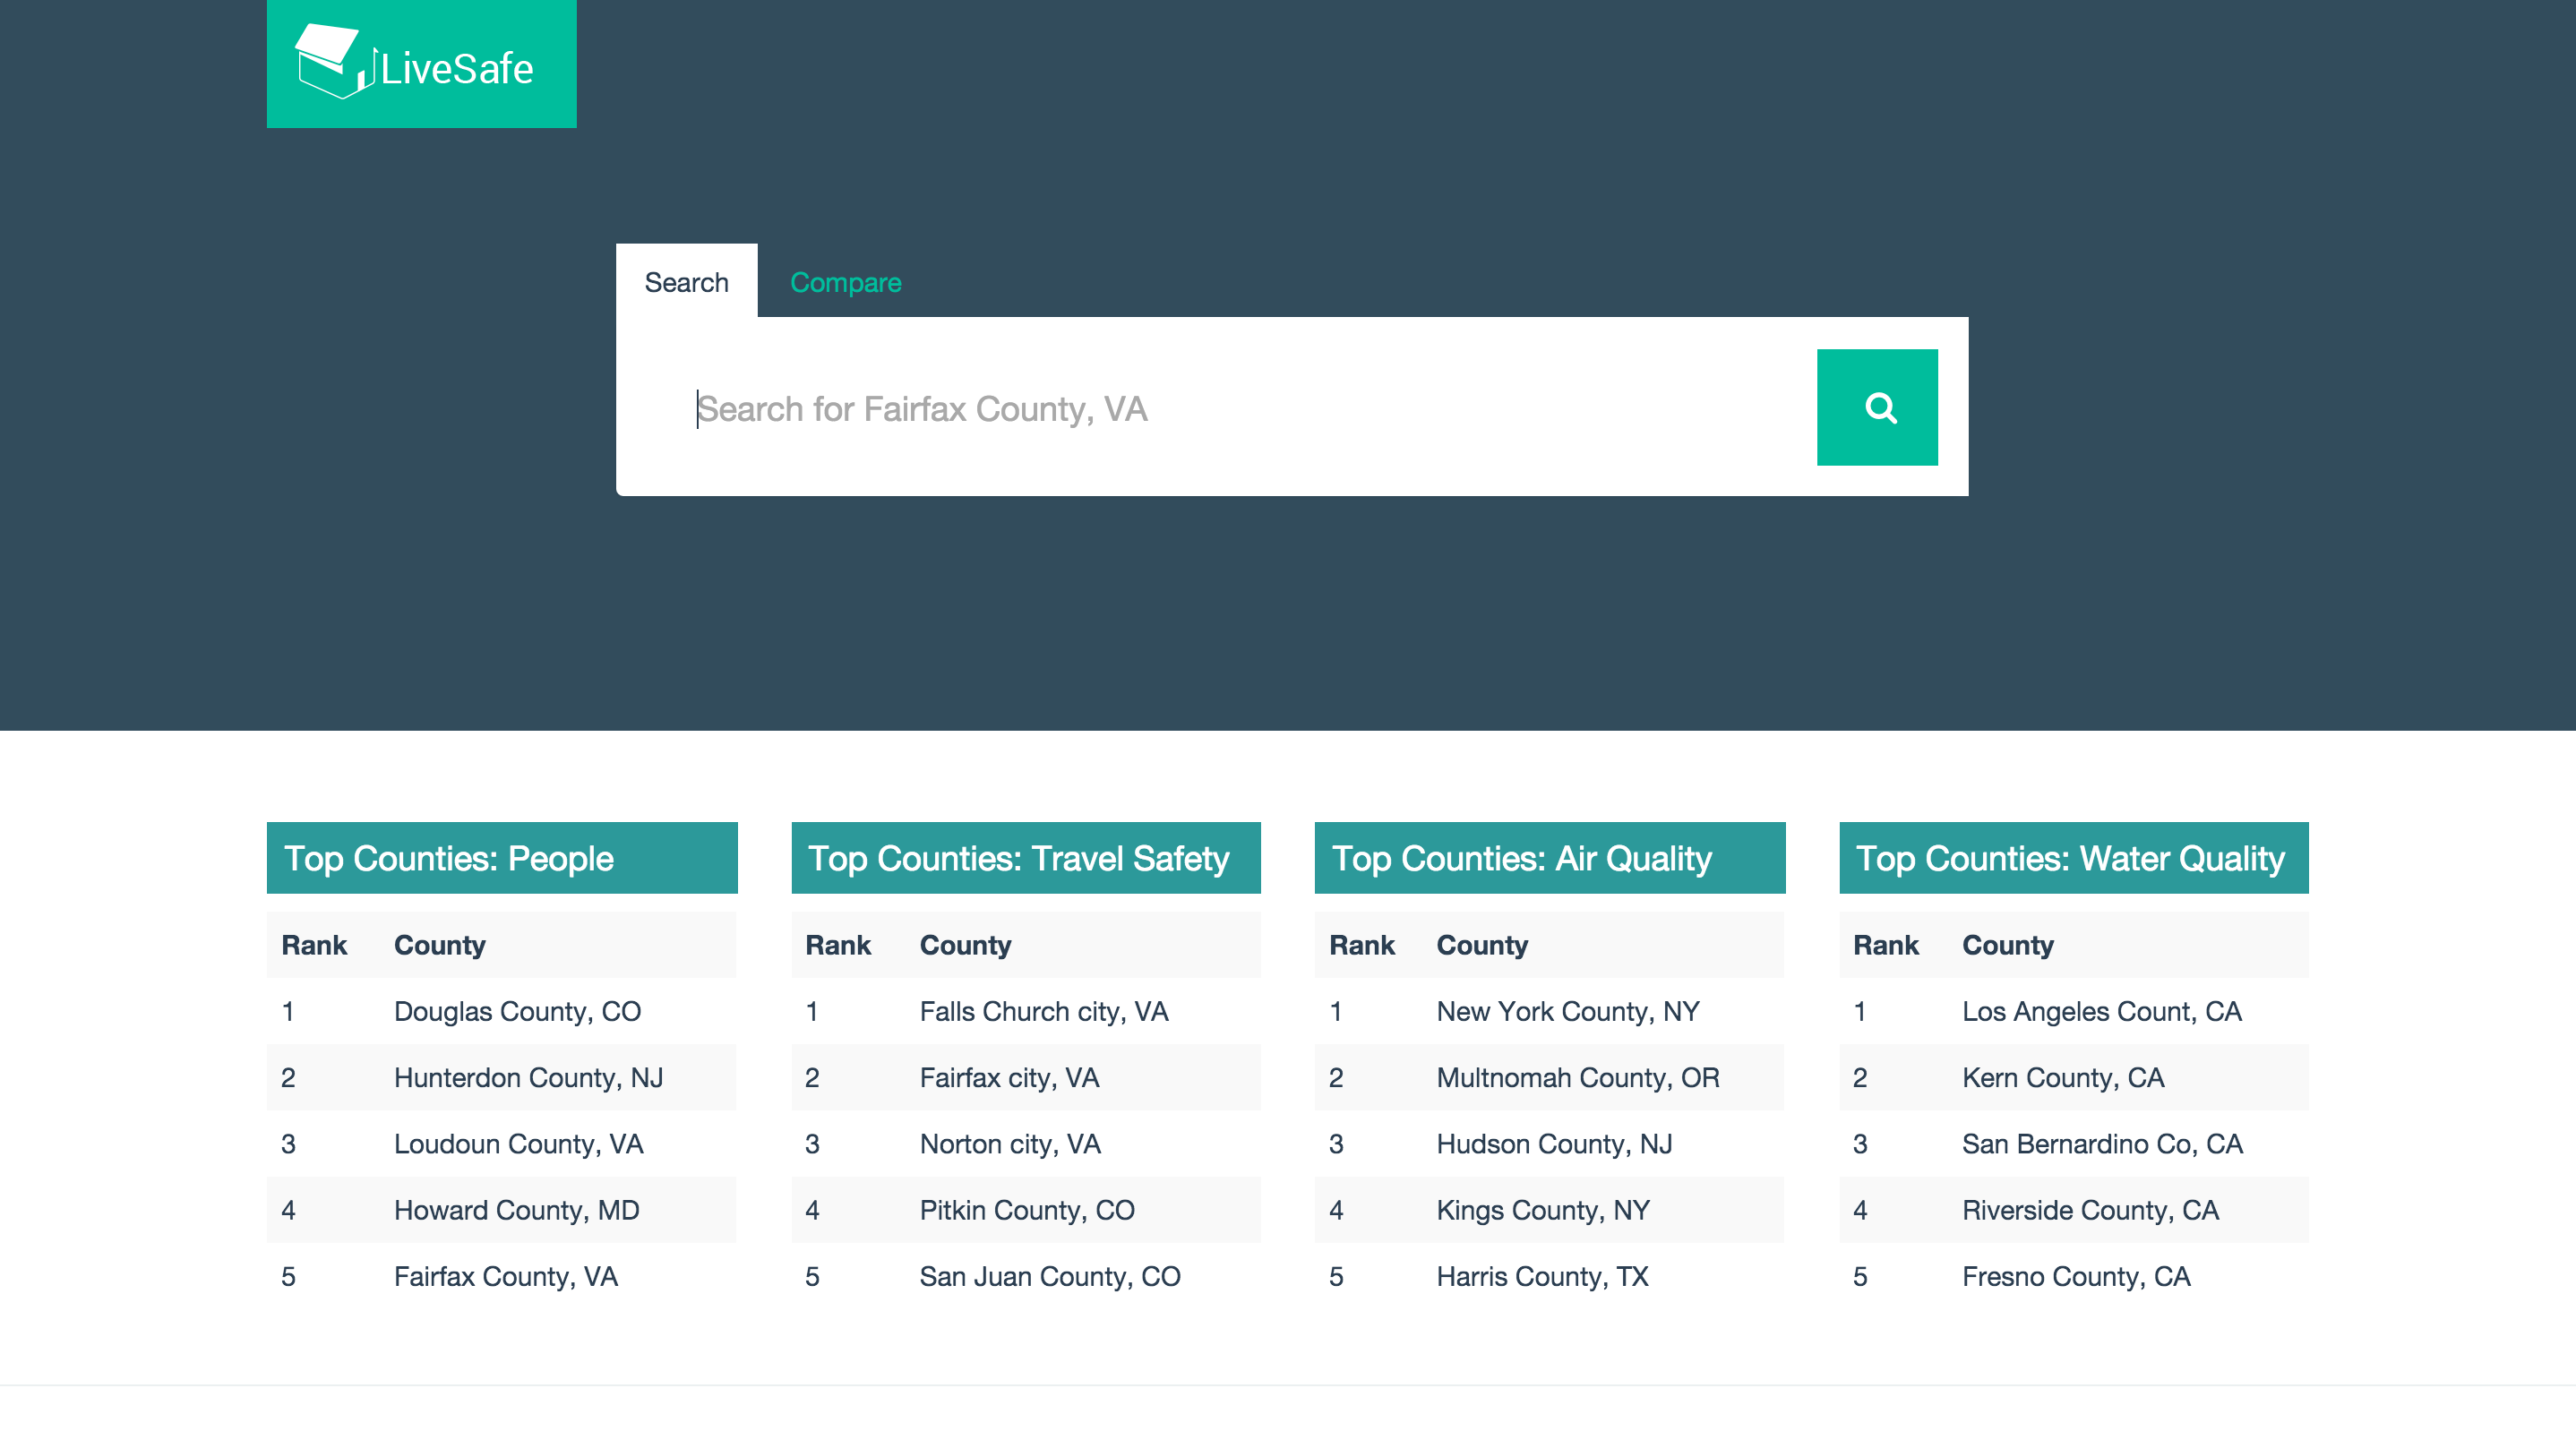 LiveSafe
Search Compare
Search for Fairfax County, VA
Top Counties: People
Rank County
1 Douglas County, CO
2 Hunterdon County, NJ
3 Loudoun County, VA
4 Howard County, MD
5 Fairfax County, VA
Top Counties: Travel Safety
Rank County
1 Falls Church city, VA
2 Fairfax city, VA
3 Norton city, VA
4 Pitkin County, CO
5 San Juan County, CO
Top Counties: Air Quality
Rank County
1 New York County, NY
2 Multnomah County, OR
3 Hudson County, NJ
4 Kings County, NY
5 Harris County, TX
Top Counties: Water Quality
Rank County
1 Los Angeles Count, CA
2 Kern County, CA
3 San Bernardino Co, CA
4 Riverside County, CA
5 Fresno County, CA